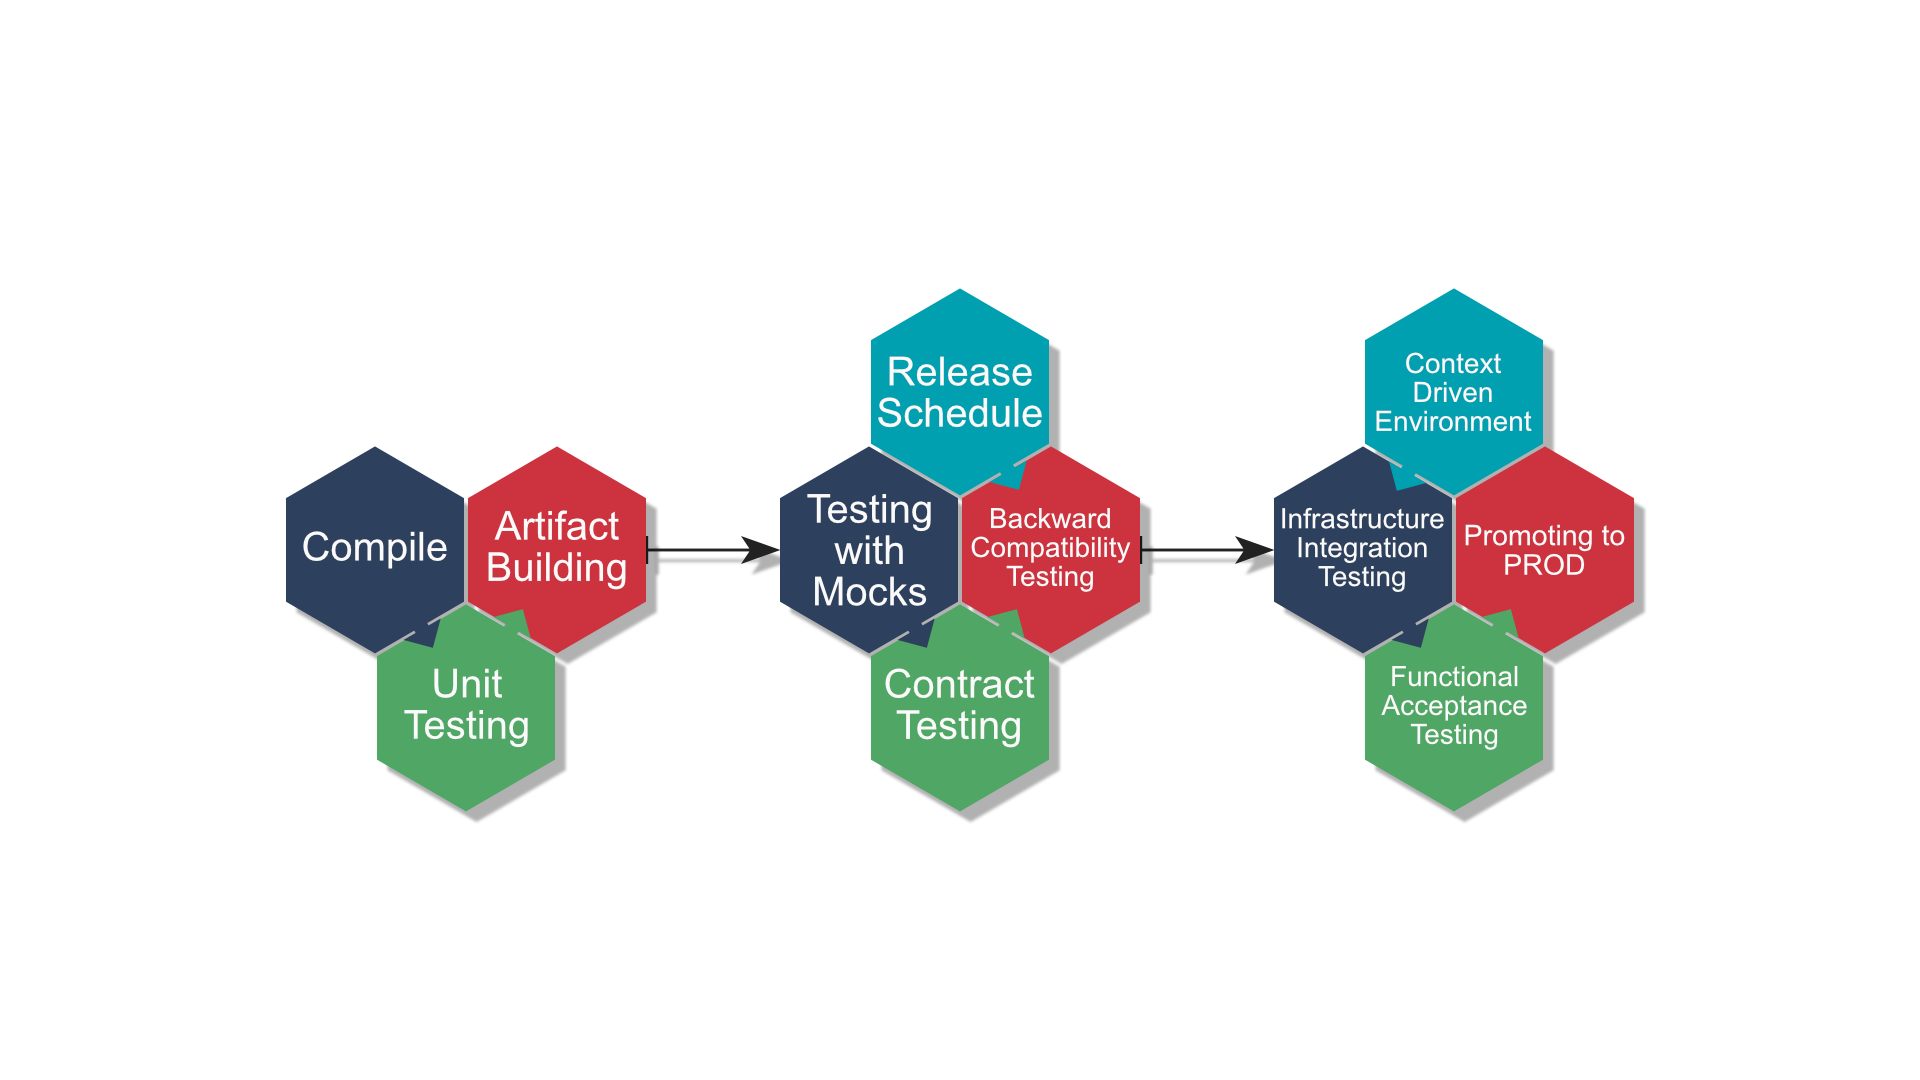 Compile
Artifact
Building
Unit
Testing
Release
Schedule
Testing
with
Mocks
Backward
Compatibility
Testing
Contract
Testing
Context
Driven
Environment
Infrastructure
Integration
Testing
Promoting to
PROD
Functional
Acceptance
Testing